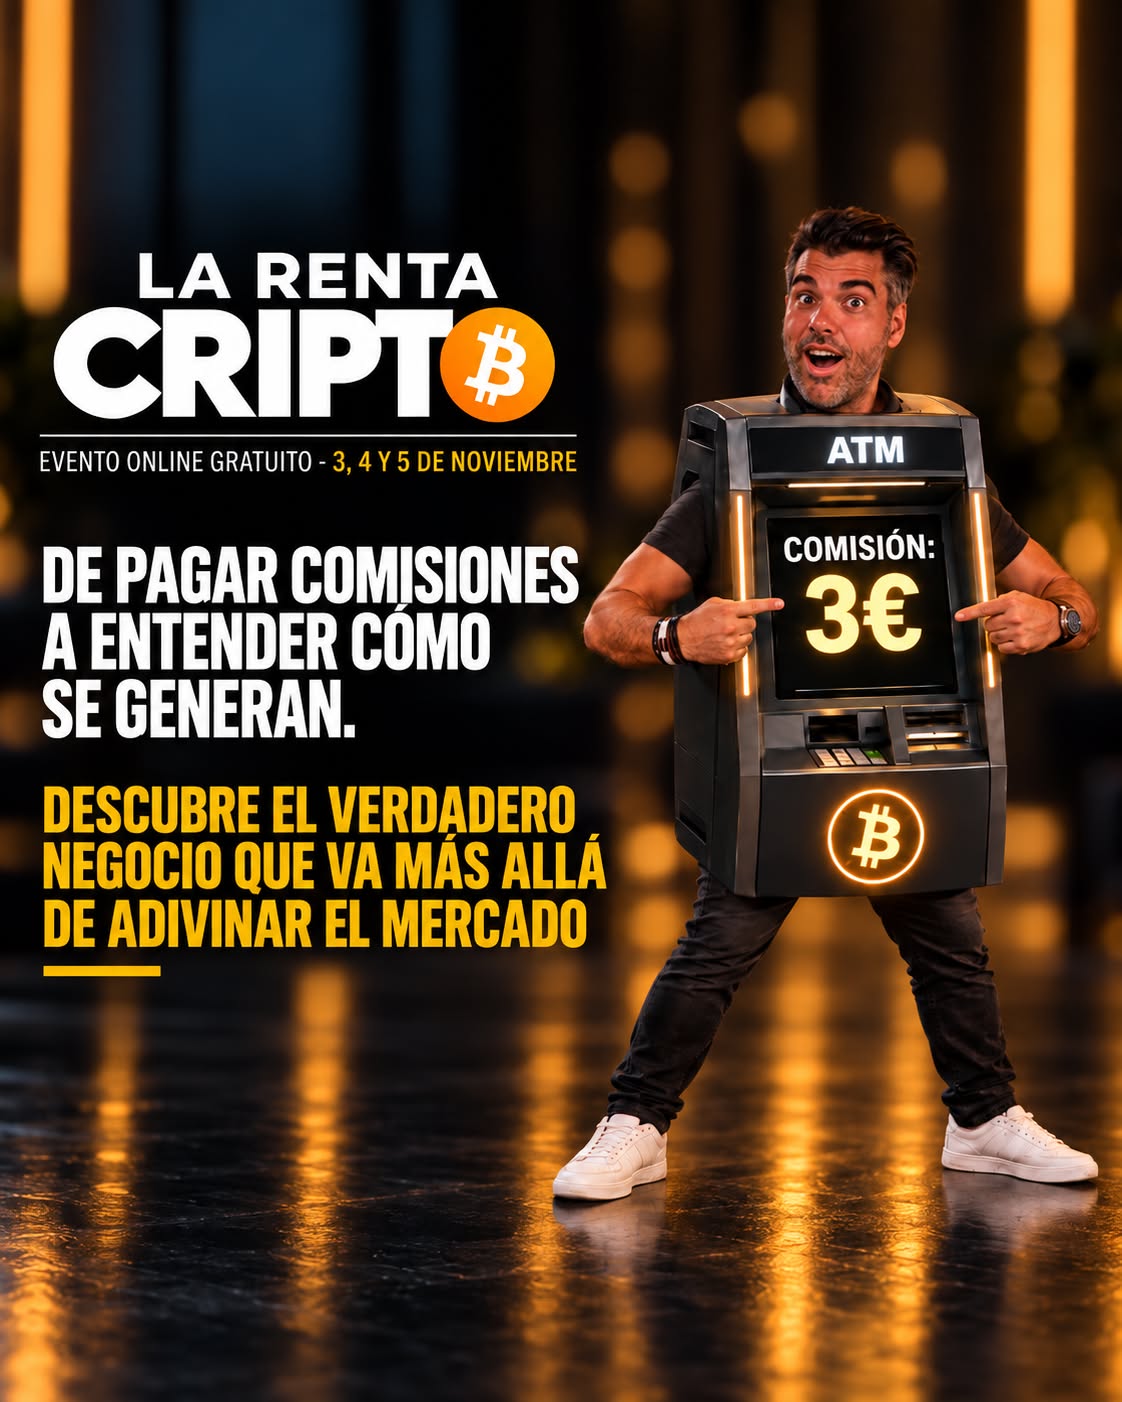 LA RENTA
CRIPTO
EVENTO ONLINE GRATUITO - 3, 4 Y 5 DE NOVIEMBRE
DE PAGAR COMISIONES
A ENTENDER CÓMO
SE GENERAN.
DESCUBRE EL VERDADERO
NEGOCIO QUE VA MÁS ALLÁ
DE ADIVINAR EL MERCADO
ATM
COMISIÓN:
3€